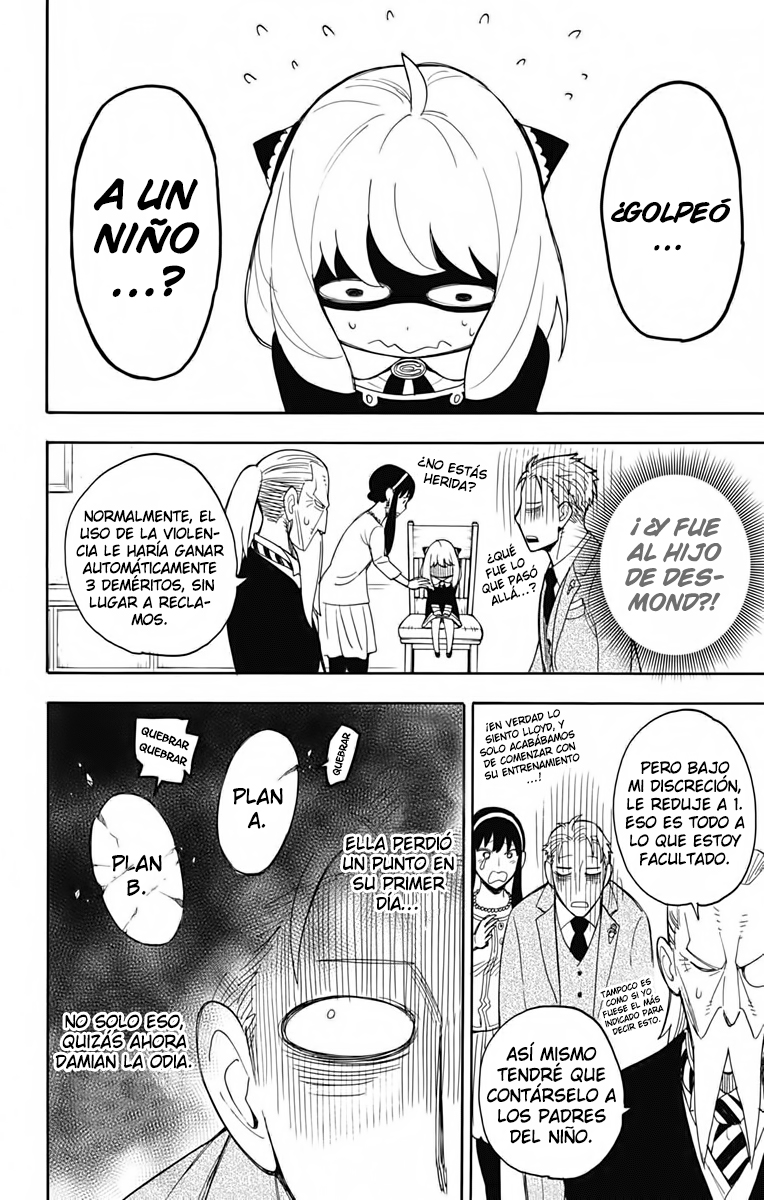 ¿GOLPEÓ
...
A UN
NIÑO
...?
¡¿Y FUE
AL HIJO
DE DES-
MOND?!
¿QUÉ
FUE LO
QUE PASÓ
ALLÁ...?
¿NO ESTÁS
HERIDA?
NORMALMENTE, EL
USO DE LA VIOLEN-
CIA LE HARÍA GANAR
AUTOMÁTICAMENTE
3 DEMÉRITOS, SIN
LUGAR A RECLA-
MOS.
PERO BAJO
MI DISCRECIÓN,
LE REDUJE A 1.
ESO ES TODO A
LO QUE ESTOY
FACULTADO.
¡EN VERDAD LO
SIENTO LLOYD, Y
SOLO ACABÁBAMOS
DE COMENZAR CON
SU ENTRENAMIENTO
...!
TAMPOCO ES
COMO SI YO
FUESE EL MÁS
INDICADO PARA
DECIR ESTO.
ASÍ MISMO
TENDRÉ QUE
CONTÁRSELO A
LOS PADRES
DEL NIÑO.
QUEBRAR
ELLA PERDIÓ
UN PUNTO EN
SU PRIMER
DÍA...
PLAN
A.
QUEBRAR
QUEBRAR
PLAN
B.
NO SOLO ESO,
QUIZÁS AHORA
DAMIAN LA ODIA.